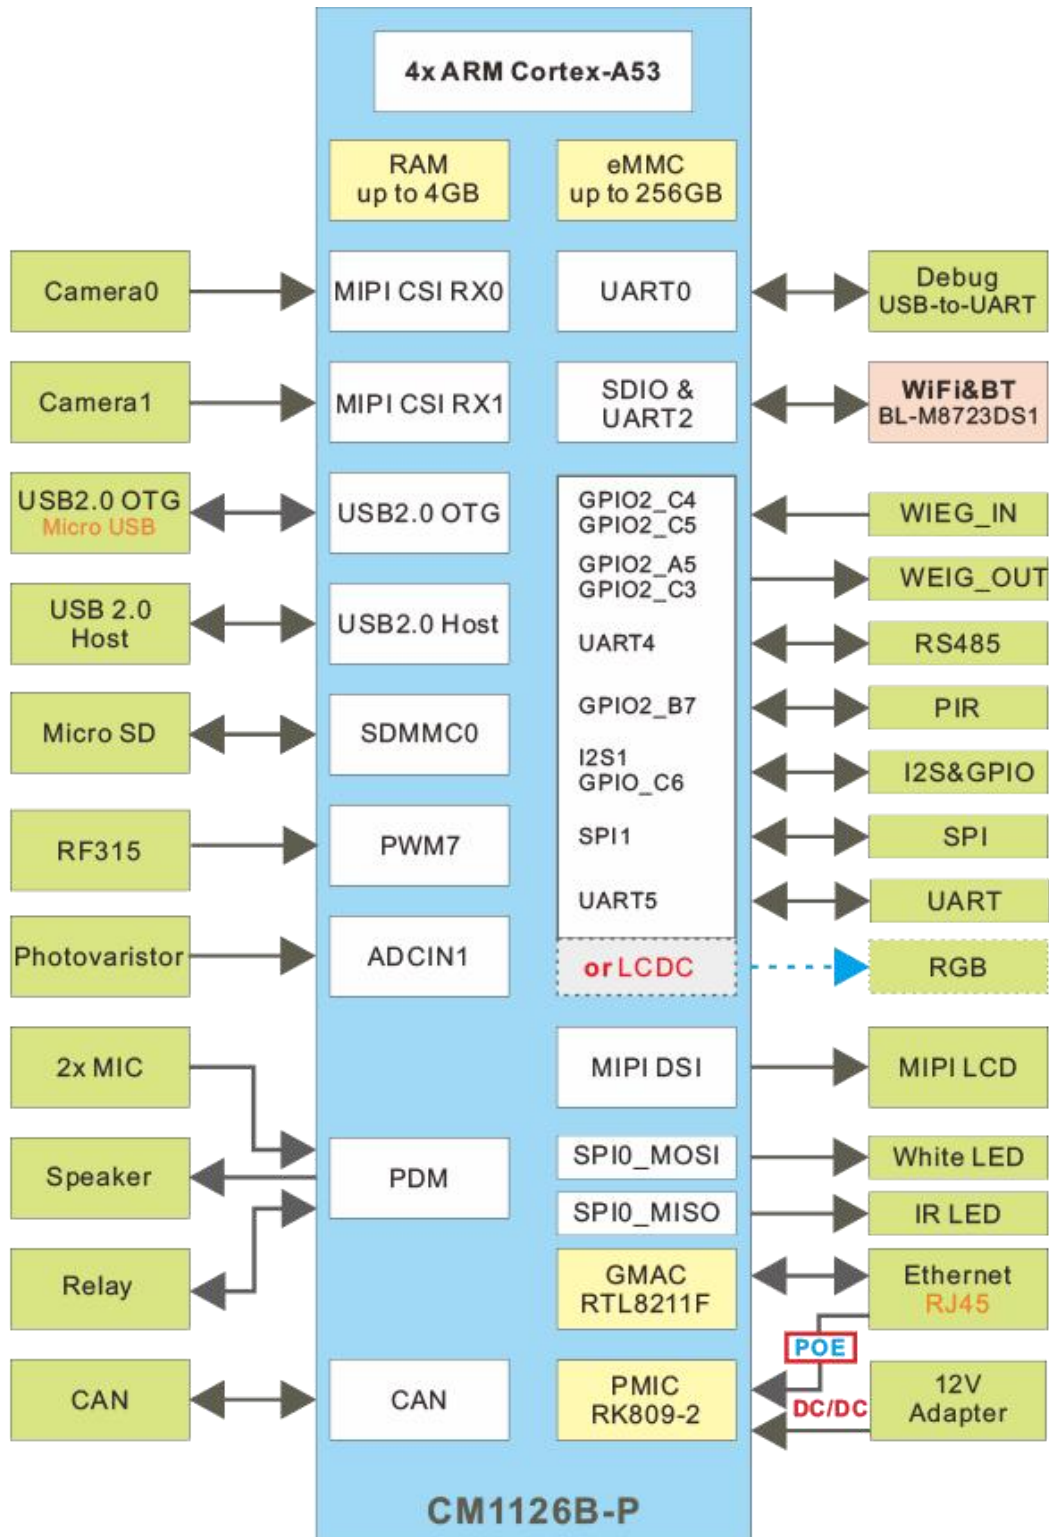 4x ARM Cortex-A53
RAM
up to 4GB
eMMC
up to 256GB
Camera0
MIPI CSI RX0
UART0
Debug
USB-to-UART
Camera1
MIPI CSI RX1
SDIO &
UART2
WiFi&BT
BL-M8723DS1
USB2.0 OTG
Micro USB
USB2.0 OTG
GPIO2_C4
GPIO2_C5
WIEG_IN
GPIO2_A5
GPIO2_C3
WEIG_OUT
USB 2.0
Host
USB2.0 Host
UART4
RS485
Micro SD
SDMMC0
GPIO2_B7
PIR
I2S1
GPIO_C6
I2S&GPIO
RF315
PWM7
SPI1
SPI
UART5
UART
Photovaristor
ADCIN1
or LCDC
RGB
2x MIC
MIPI DSI
MIPI LCD
Speaker
PDM
SPI0_MOSI
White LED
SPI0_MISO
IR LED
Relay
GMAC
RTL8211F
Ethernet
RJ45
POE
CAN
CAN
PMIC
RK809-2
DC/DC
12V
Adapter
CM1126B-P